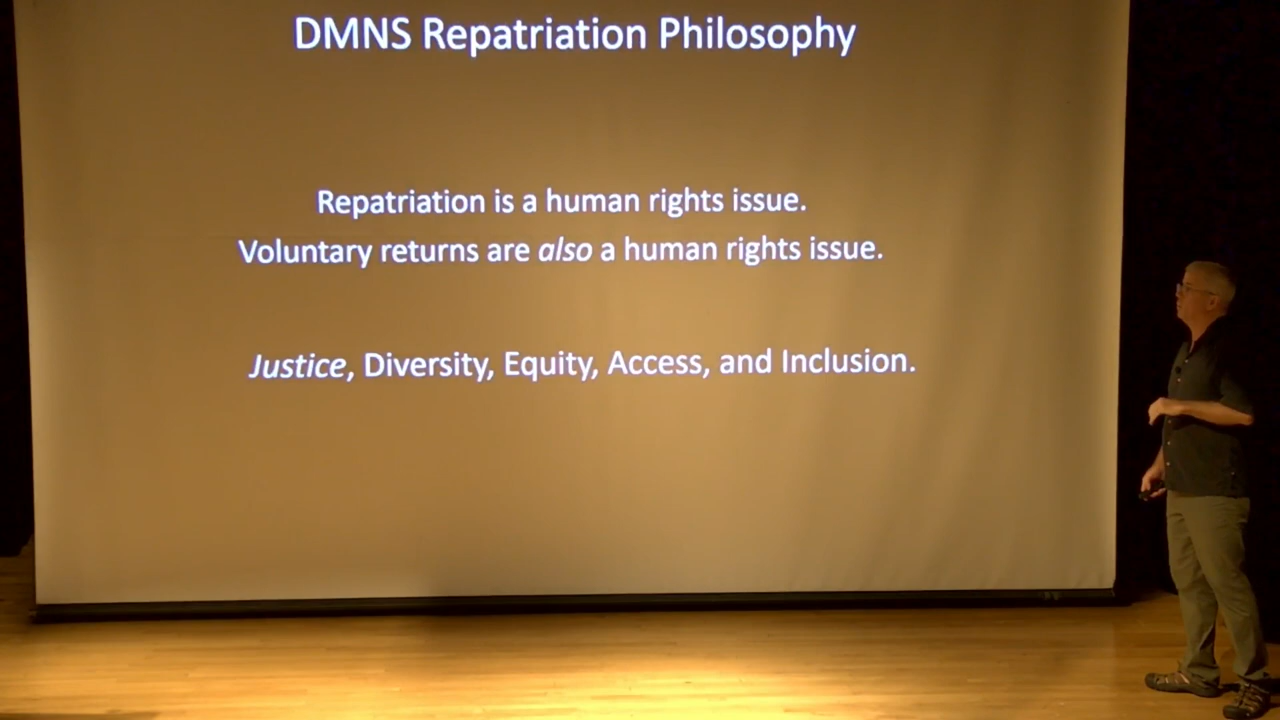 DMNS Repatriation Philosophy
Repatriation is a human rights issue.
Voluntary returns are also a human rights issue.
Justice, Diversity, Equity, Access, and Inclusion.